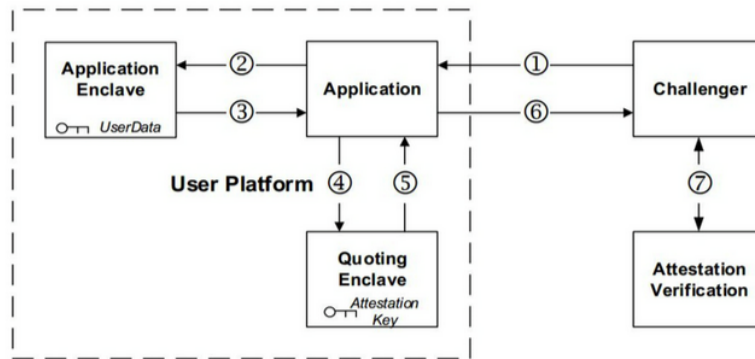 Application
Enclave
UserData
②
③
Application
①
⑥
Challenger
User Platform
④
⑤
⑦
Quoting
Enclave
Attestation
Key
Attestation
Verification